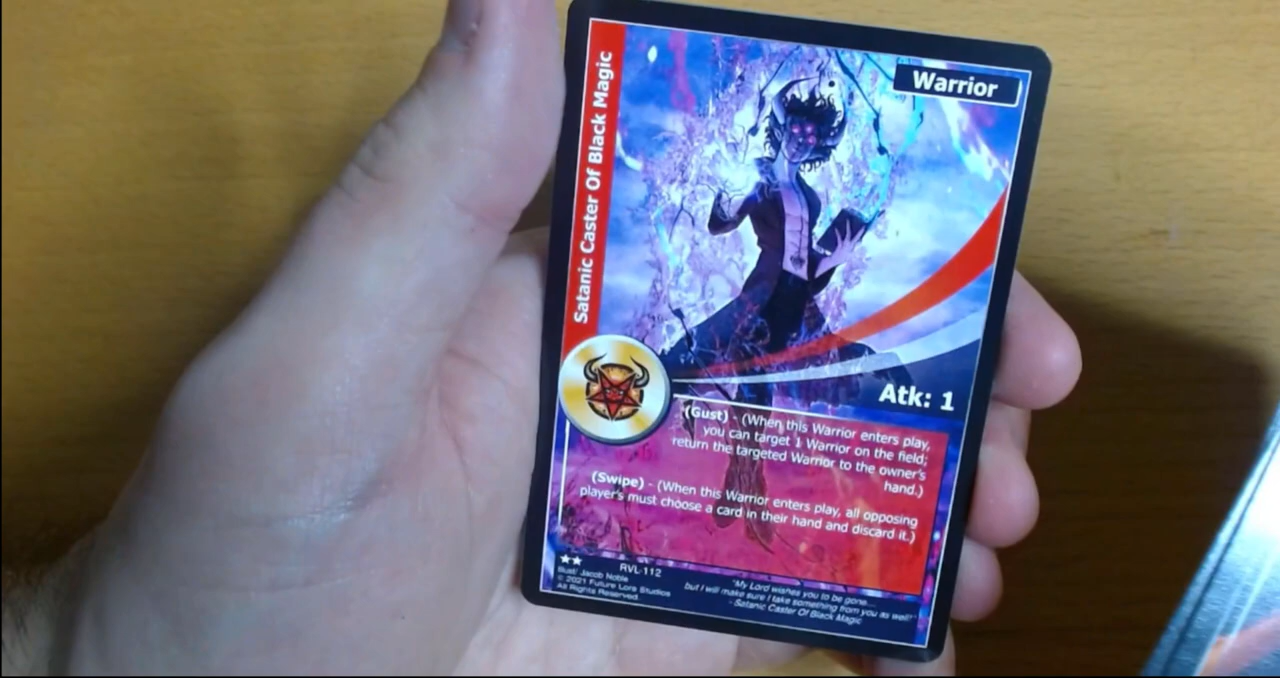 Satanic Caster Of Black Magic
Warrior
Atk: 1
(Gust) - (When this Warrior enters play,
you can target 1 Warrior on the field;
return the targeted Warrior to the owner's
hand.)
(Swipe) - (When this Warrior enters play, all opposing
player's must choose a card in their hand and discard it.)
RVL-112
Illust/ Jacob Noble
© 2021 Future Lore Studios
All Rights Reserved.
"My Lord wishes you to be gone...
but I will make sure I take something from you as well!"
- Satanic Caster Of Black Magic